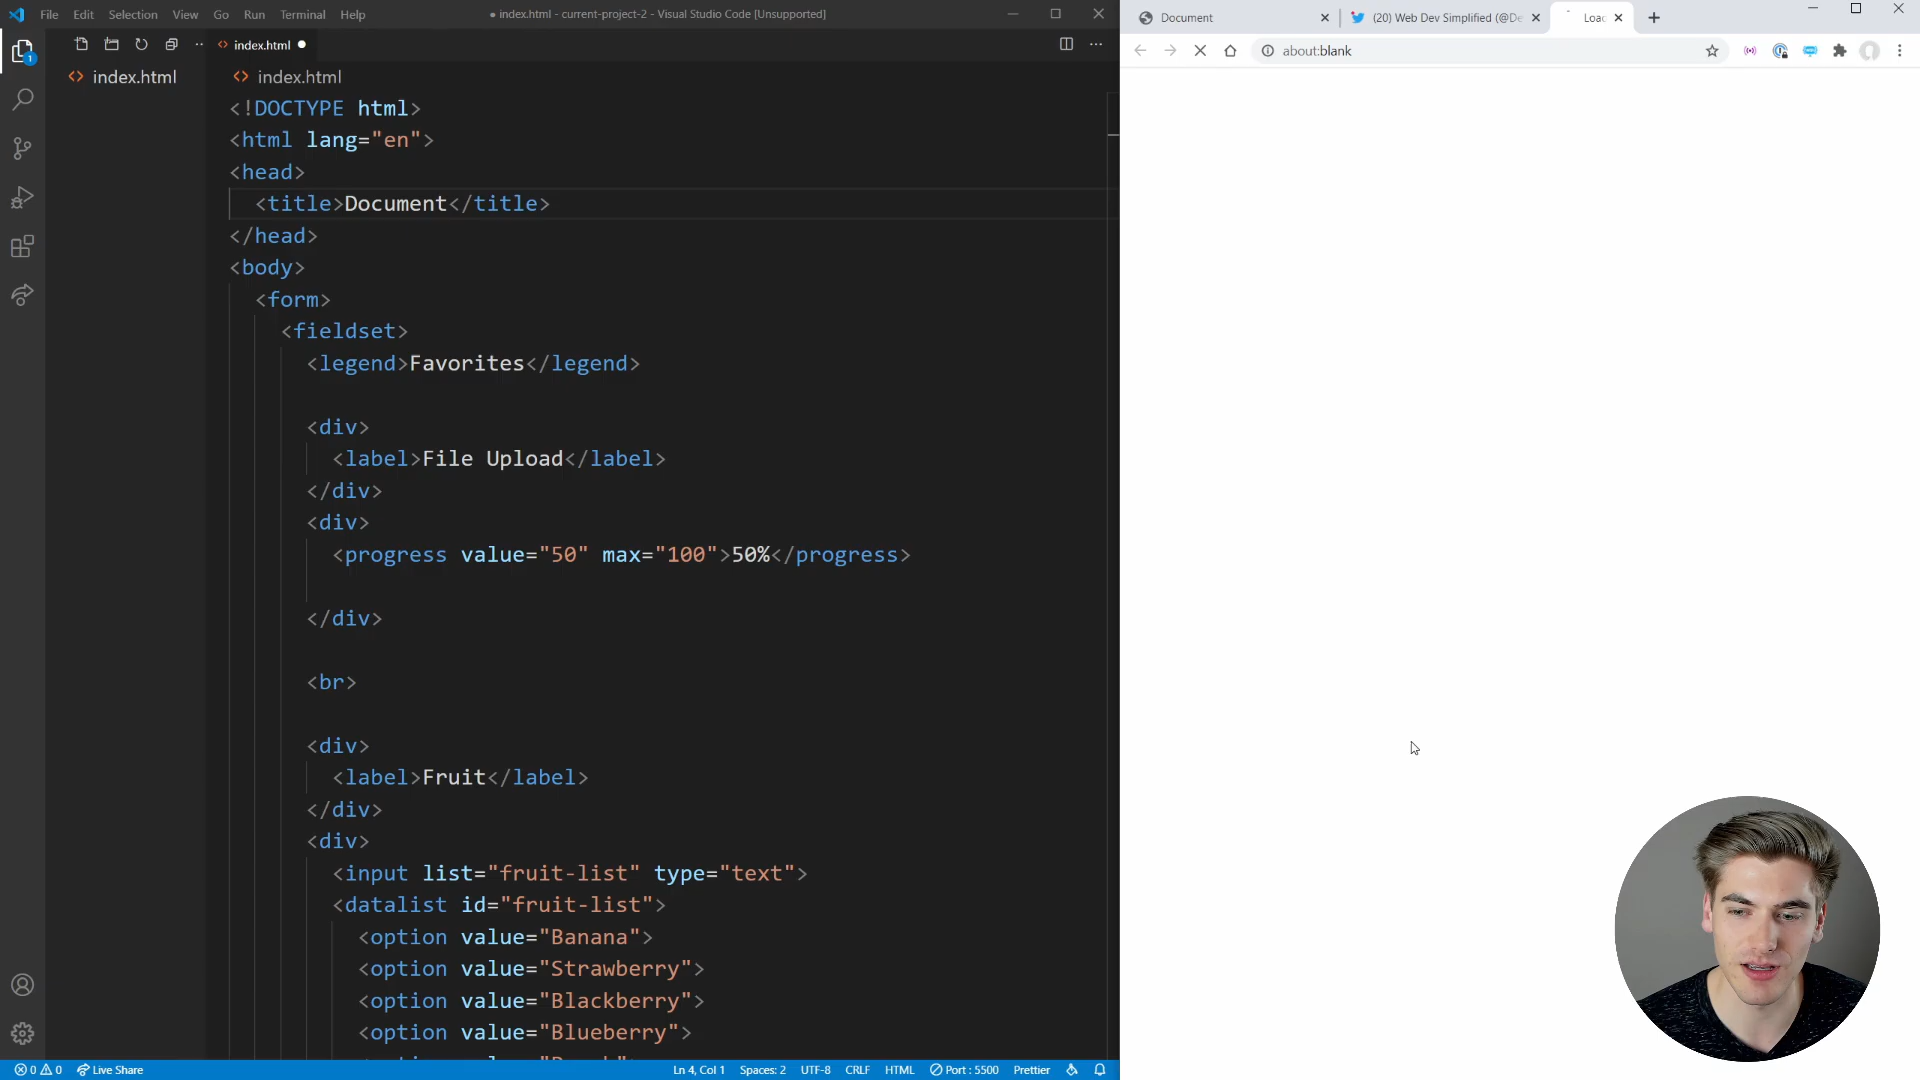 File Edit Selection View Go Run Terminal Help
● index.html - current-project-2 - Visual Studio Code [Unsupported]
index.html
1
index.html
index.html
<!DOCTYPE html>
<html lang="en">
<head>
<title>Document</title>
</head>
<body>
<form>
<fieldset>
<legend>Favorites</legend>
<div>
<label>File Upload</label>
</div>
<div>
<progress value="50" max="100">50%</progress>
</div>
<br>
<div>
<label>Fruit</label>
</div>
<div>
<input list="fruit-list" type="text">
<datalist id="fruit-list">
<option value="Banana">
<option value="Strawberry">
<option value="Blackberry">
<option value="Blueberry">
0 0 Live Share
Ln 4, Col 1 Spaces: 2 UTF-8 CRLF HTML Port : 5500 Prettier
Document
(20) Web Dev Simplified (@De
Loac
about:blank